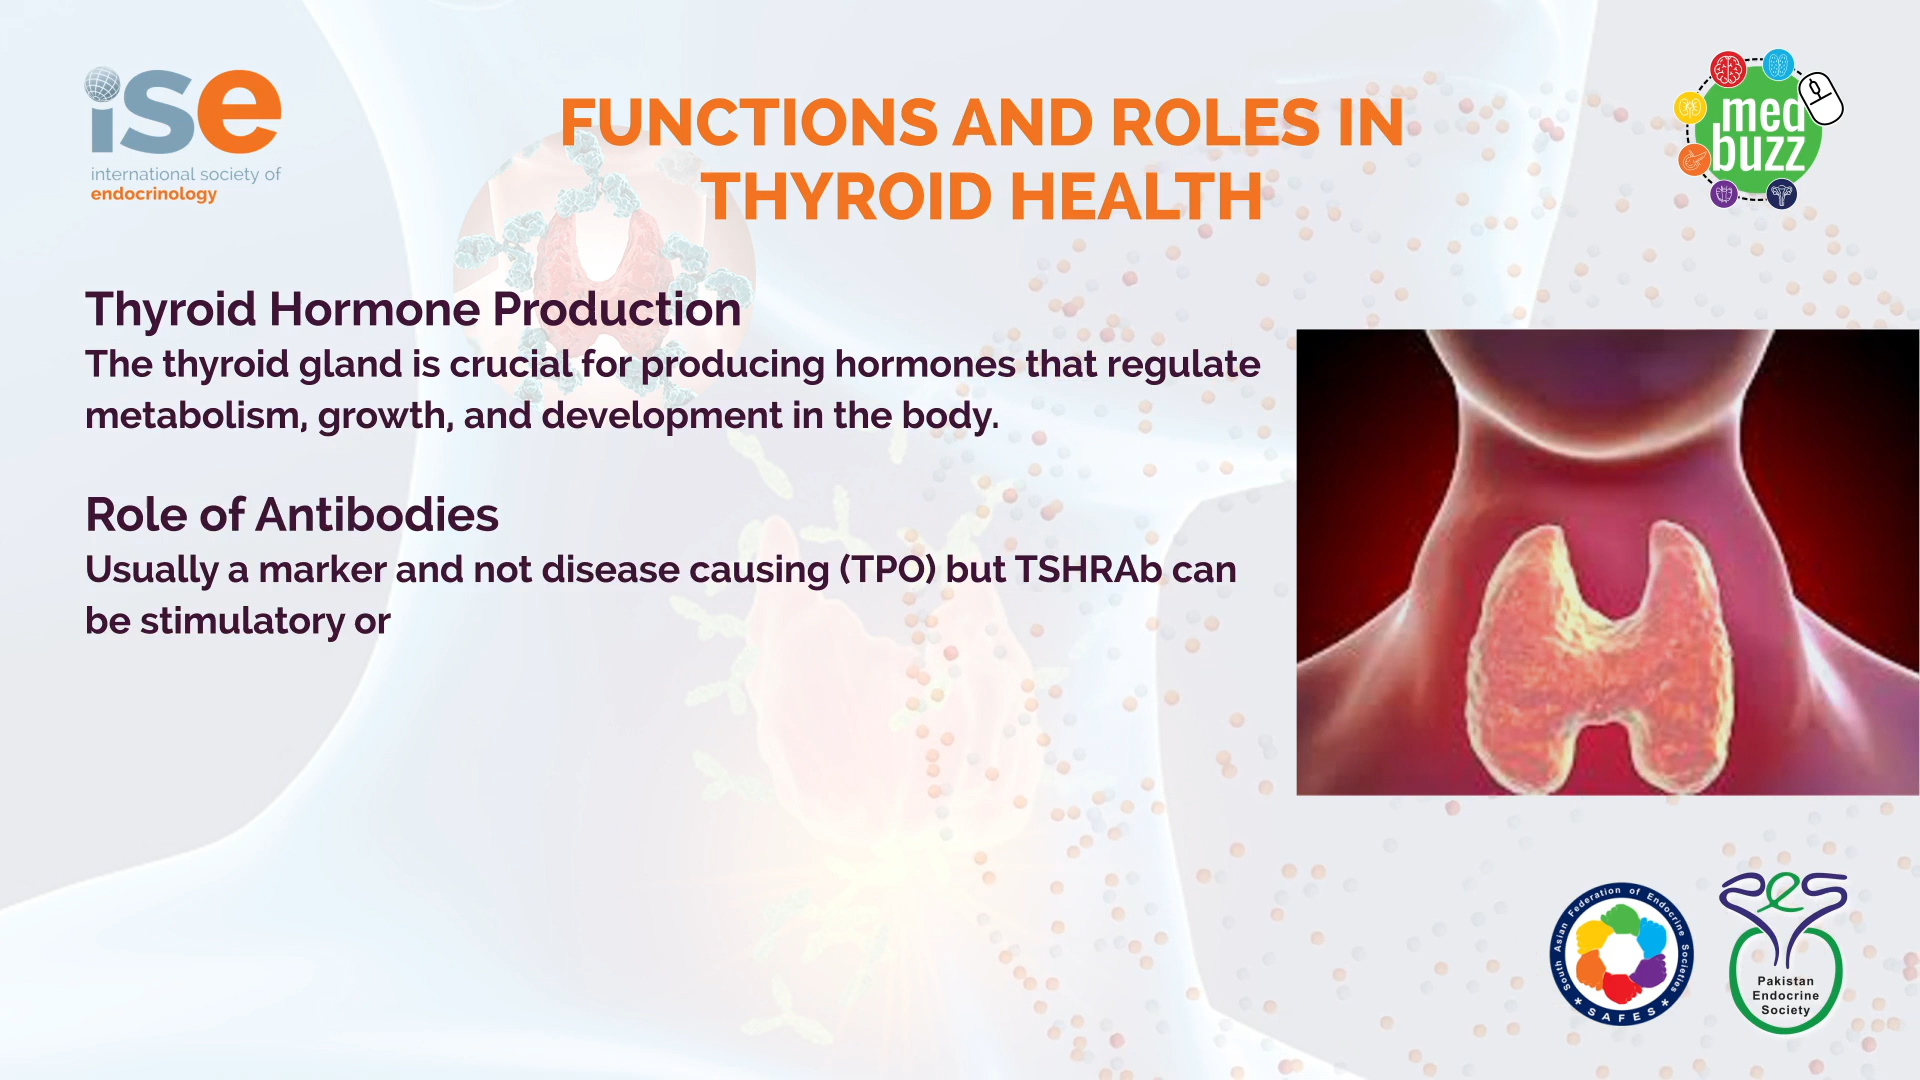 ise
international society of
endocrinology
FUNCTIONS AND ROLES IN
THYROID HEALTH
med
buzz
Thyroid Hormone Production
The thyroid gland is crucial for producing hormones that regulate
metabolism, growth, and development in the body.
Role of Antibodies
Usually a marker and not disease causing (TPO) but TSHRAb can
be stimulatory or
South Asian Federation of Endocrine Societies
* SAFES *
PES
Pakistan
Endocrine
Society